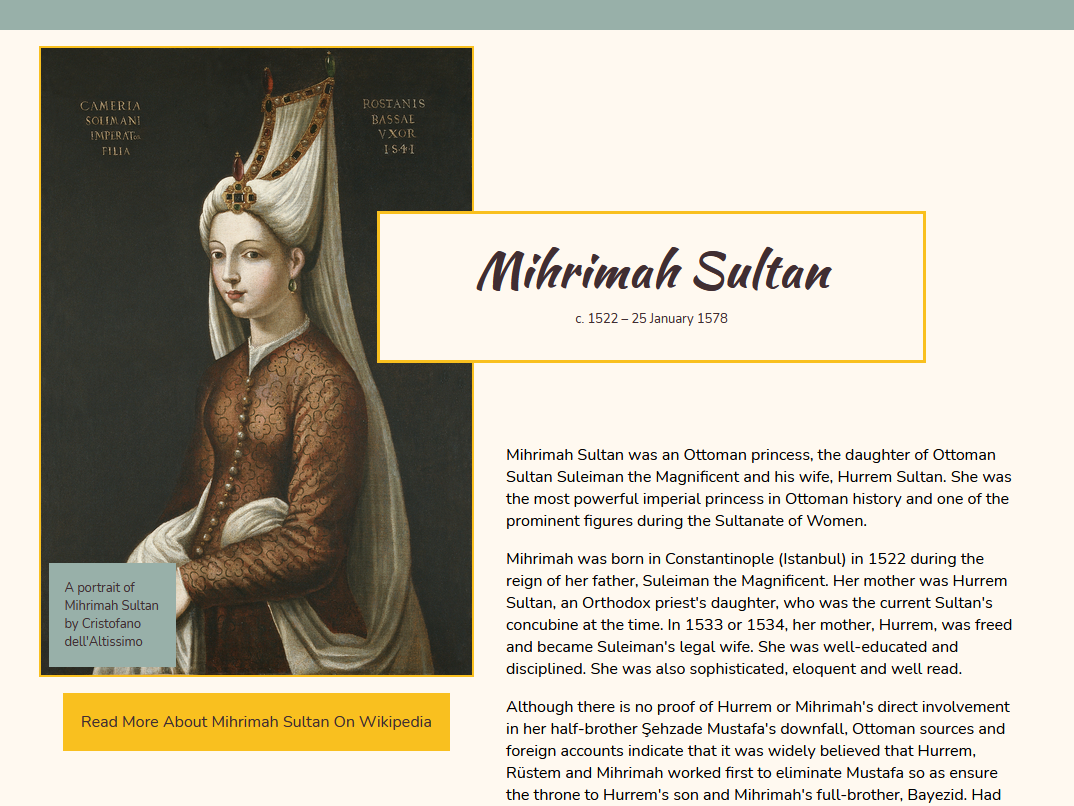 CAMERIA
SOLIMANI
IMPERAT
FILIA
ROSTANIS
BASSAE
VXOR
1541
Mihrimah Sultan
c. 1522 – 25 January 1578
A portrait of
Mihrimah Sultan
by Cristofano
dell'Altissimo
Read More About Mihrimah Sultan On Wikipedia
Mihrimah Sultan was an Ottoman princess, the daughter of Ottoman
Sultan Suleiman the Magnificent and his wife, Hurrem Sultan. She was
the most powerful imperial princess in Ottoman history and one of the
prominent figures during the Sultanate of Women.
Mihrimah was born in Constantinople (Istanbul) in 1522 during the
reign of her father, Suleiman the Magnificent. Her mother was Hurrem
Sultan, an Orthodox priest's daughter, who was the current Sultan's
concubine at the time. In 1533 or 1534, her mother, Hurrem, was freed
and became Suleiman's legal wife. She was well-educated and
disciplined. She was also sophisticated, eloquent and well read.
Although there is no proof of Hurrem or Mihrimah's direct involvement
in her half-brother Şehzade Mustafa's downfall, Ottoman sources and
foreign accounts indicate that it was widely believed that Hurrem,
Rüstem and Mihrimah worked first to eliminate Mustafa so as ensure
the throne to Hurrem's son and Mihrimah's full-brother, Bayezid. Had